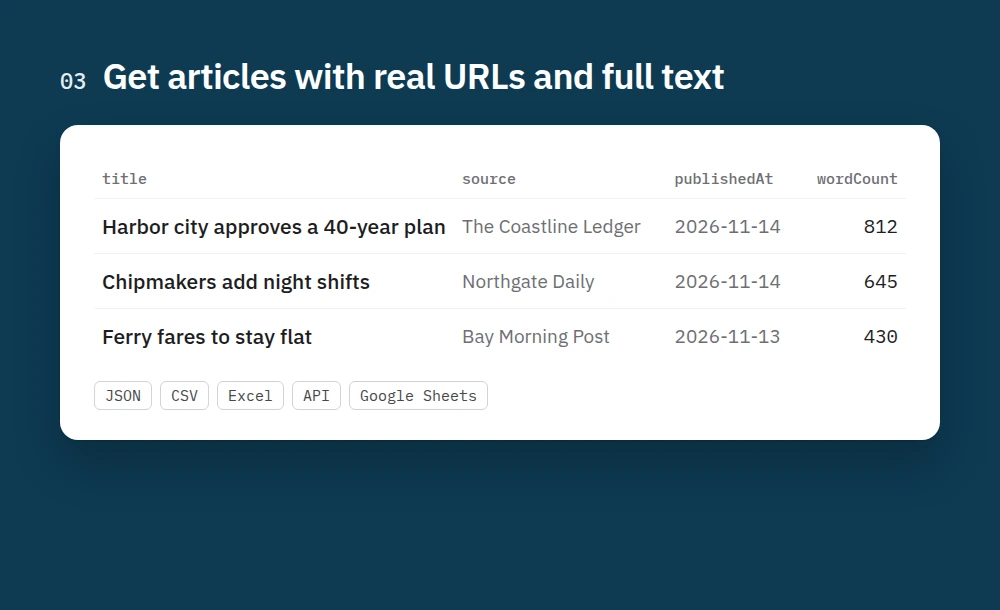 03 Get articles with real URLs and full text
title source publishedAt wordCount
Harbor city approves a 40-year plan The Coastline Ledger 2026-11-14 812
Chipmakers add night shifts Northgate Daily 2026-11-14 645
Ferry fares to stay flat Bay Morning Post 2026-11-13 430
JSON CSV Excel API Google Sheets